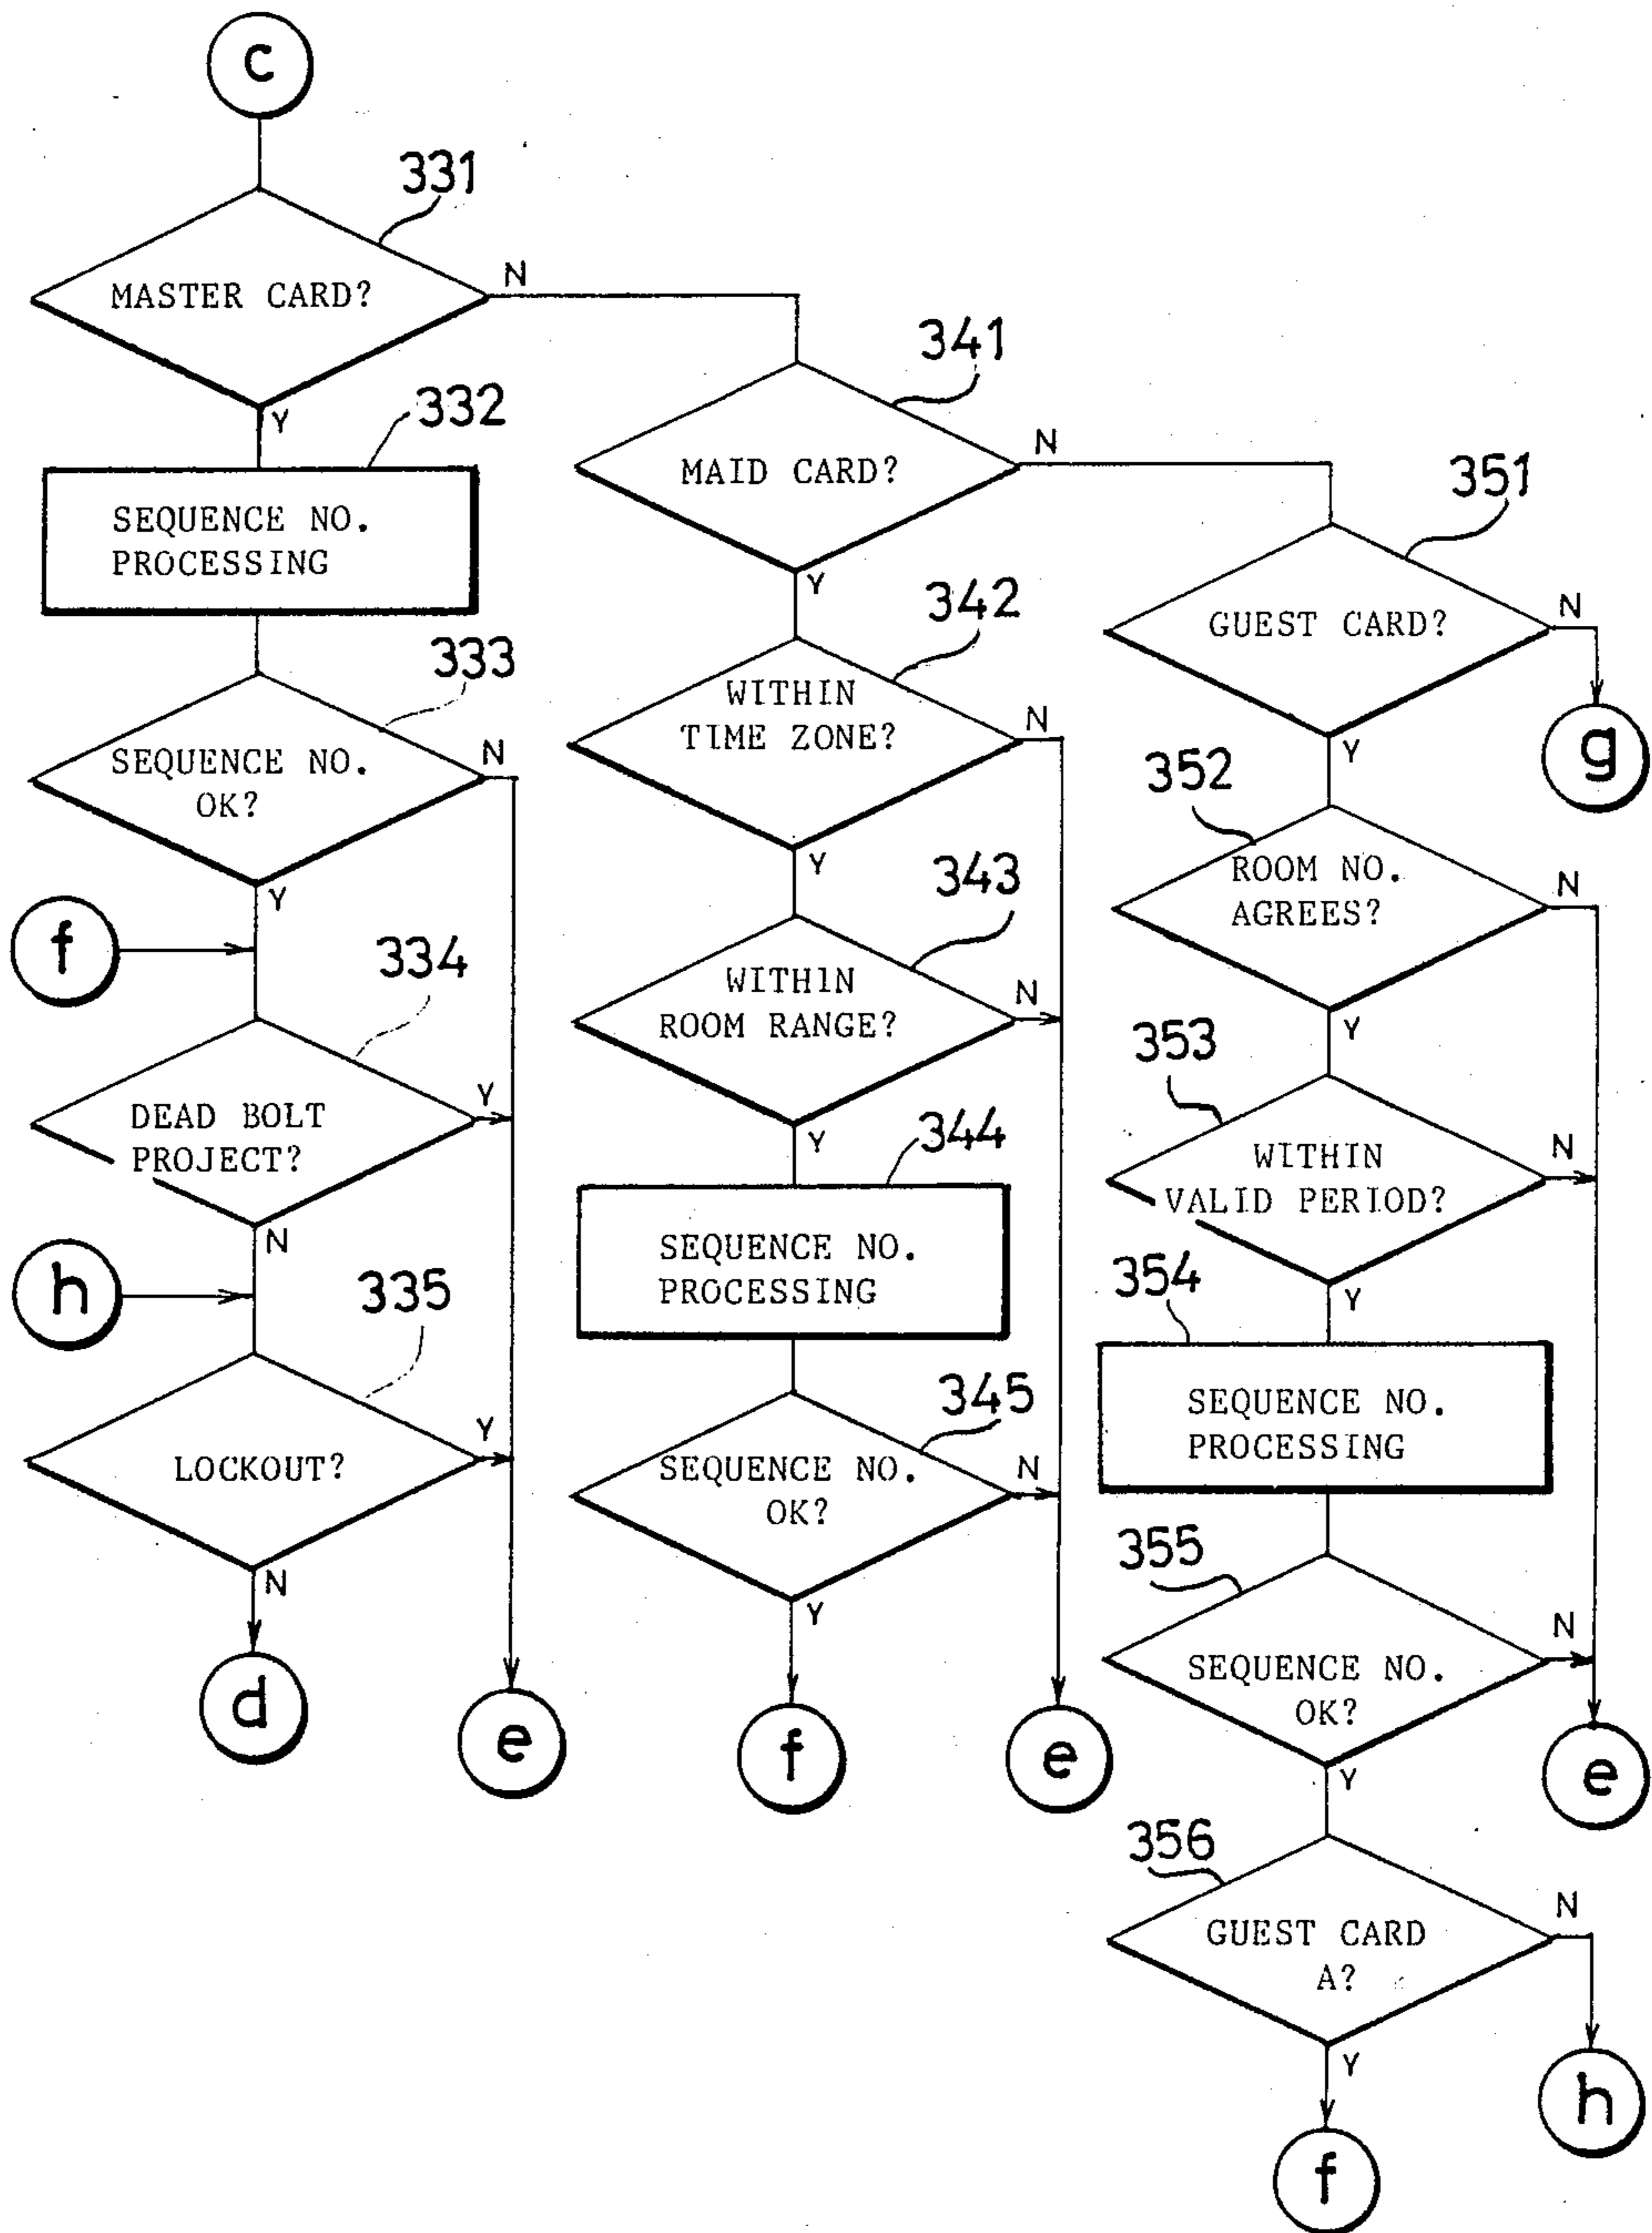 c
331
MASTER CARD?
N
Y
332
SEQUENCE NO.
PROCESSING
333
SEQUENCE NO.
OK?
N
Y
f
334
DEAD BOLT
PROJECT?
Y
N
h
335
LOCKOUT?
Y
N
d
e
341
MAID CARD?
N
Y
342
WITHIN
TIME ZONE?
N
Y
343
WITHIN
ROOM RANGE?
N
Y
344
SEQUENCE NO.
PROCESSING
345
SEQUENCE NO.
OK?
N
Y
f
e
351
GUEST CARD?
N
g
Y
352
ROOM NO.
AGREES?
N
Y
353
WITHIN
VALID PERIOD?
N
Y
354
SEQUENCE NO.
PROCESSING
355
SEQUENCE NO.
OK?
N
e
Y
356
GUEST CARD
A?
N
h
Y
f